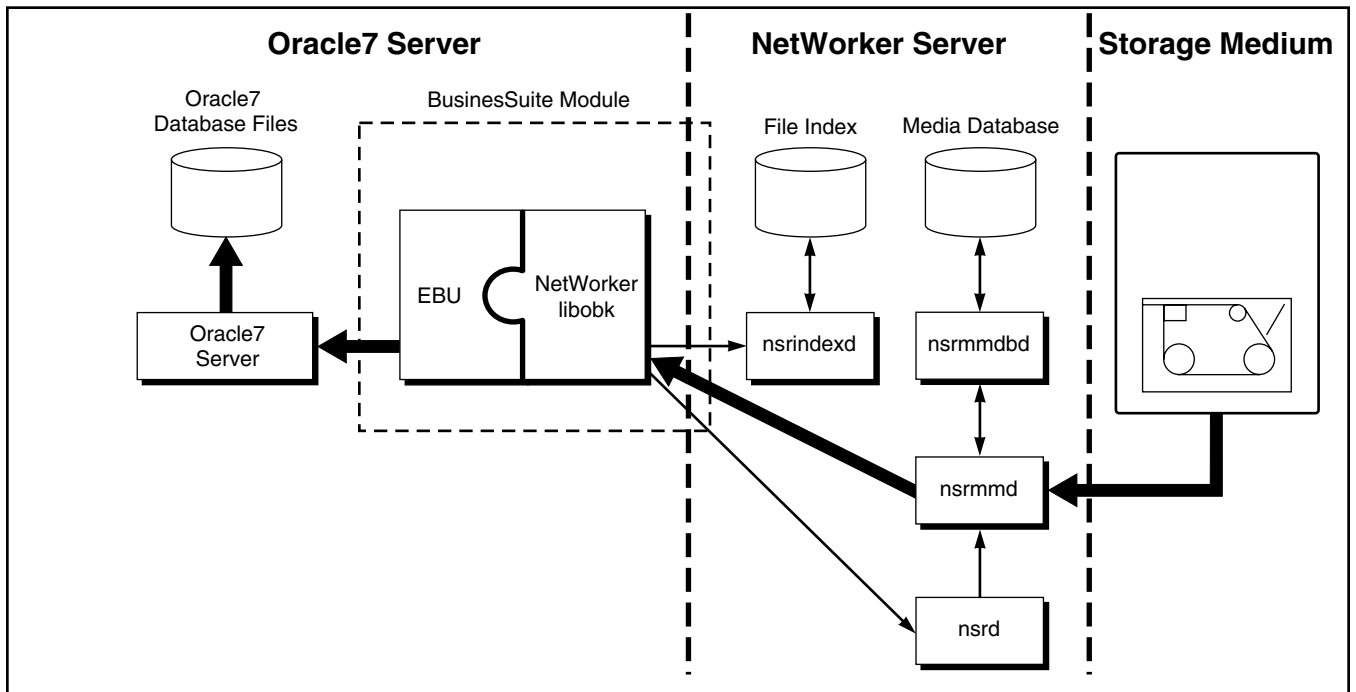 Oracle7 Server
NetWorker Server
Storage Medium
Oracle7
Database Files
BusinesSuite Module
File Index
Media Database
EBU
NetWorker
libobk
Oracle7
Server
nsrindexd
nsrmmdbd
nsrmmd
nsrd